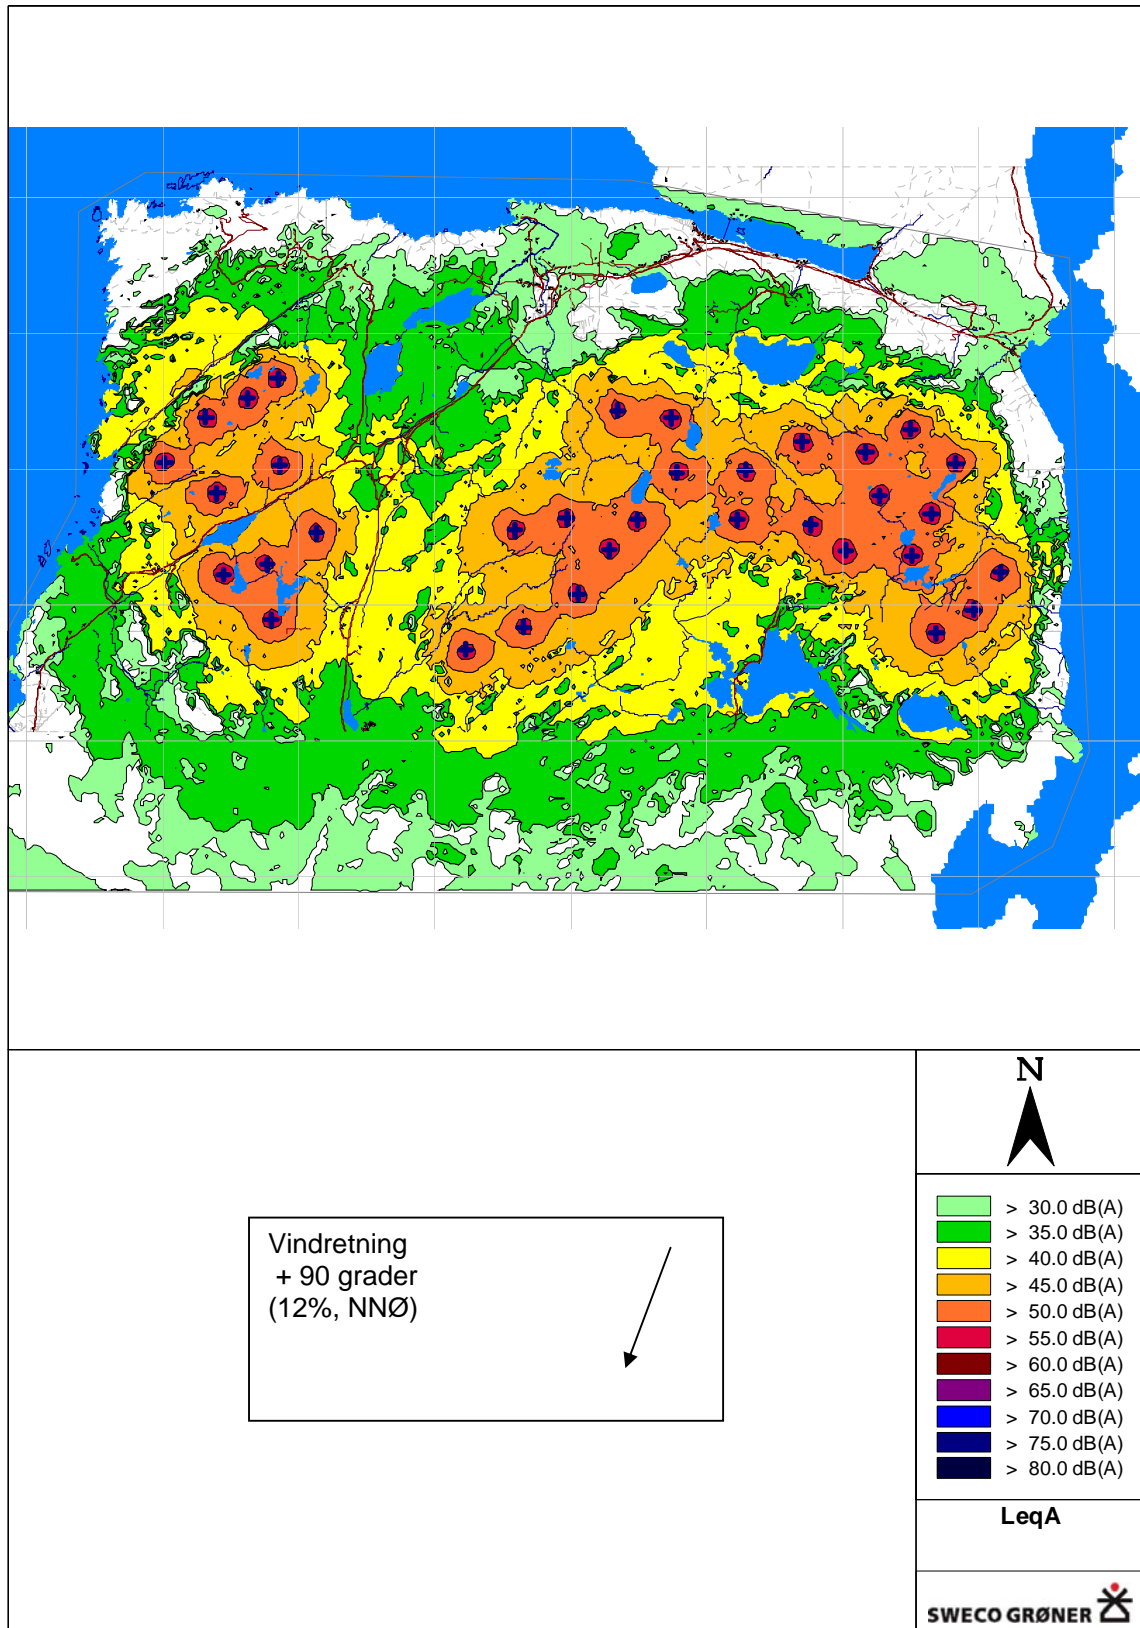 N
Vindretning
+ 90 grader
(12%, NNØ)
> 30.0 dB(A)
> 35.0 dB(A)
> 40.0 dB(A)
> 45.0 dB(A)
> 50.0 dB(A)
> 55.0 dB(A)
> 60.0 dB(A)
> 65.0 dB(A)
> 70.0 dB(A)
> 75.0 dB(A)
> 80.0 dB(A)
LeqA
SWECO GRØNER